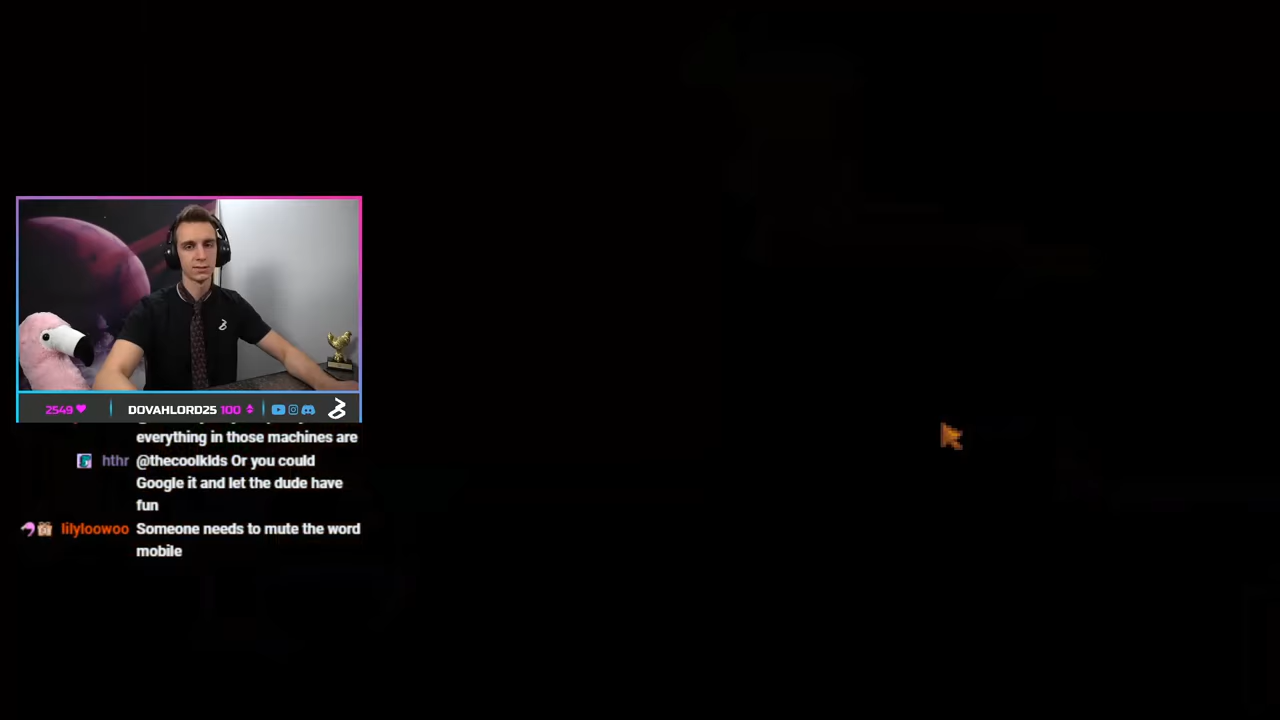 2549
DOVAHLORD25 100
everything in those machines are
hthr @thecoolkids Or you could
Google it and let the dude have
fun
lilyloowoo Someone needs to mute the word
mobile